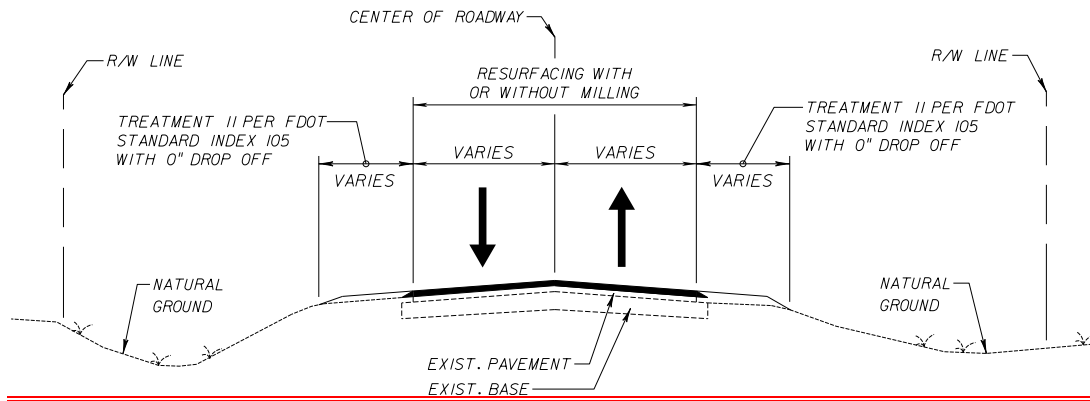 CENTER OF ROADWAY
R/W LINE
R/W LINE
RESURFACING WITH
OR WITHOUT MILLING
TREATMENT II PER FDOT
STANDARD INDEX 105
WITH 0" DROP OFF
TREATMENT II PER FDOT
STANDARD INDEX 105
WITH 0" DROP OFF
VARIES
VARIES
VARIES
VARIES
NATURAL
GROUND
NATURAL
GROUND
EXIST. PAVEMENT
EXIST. BASE